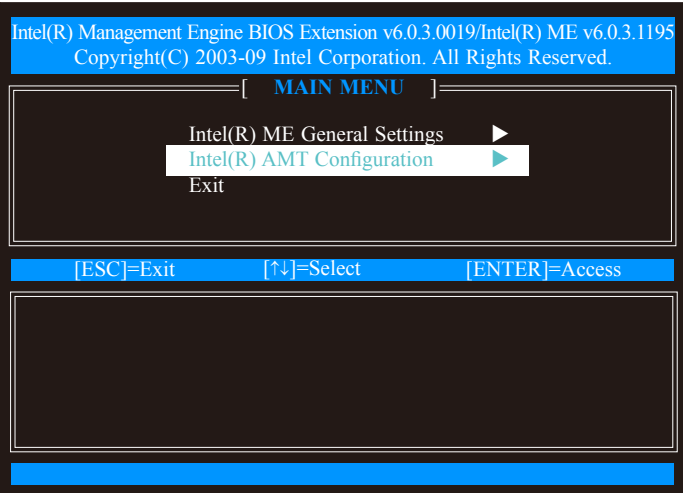 Intel(R) Management Engine BIOS Extension v6.0.3.0019/Intel(R) ME v6.0.3.1195
Copyright(C) 2003-09 Intel Corporation. All Rights Reserved.
[ MAIN MENU ]
Intel(R) ME General Settings ▶
Intel(R) AMT Configuration ▶
Exit
[ESC]=Exit [↑↓]=Select [ENTER]=Access